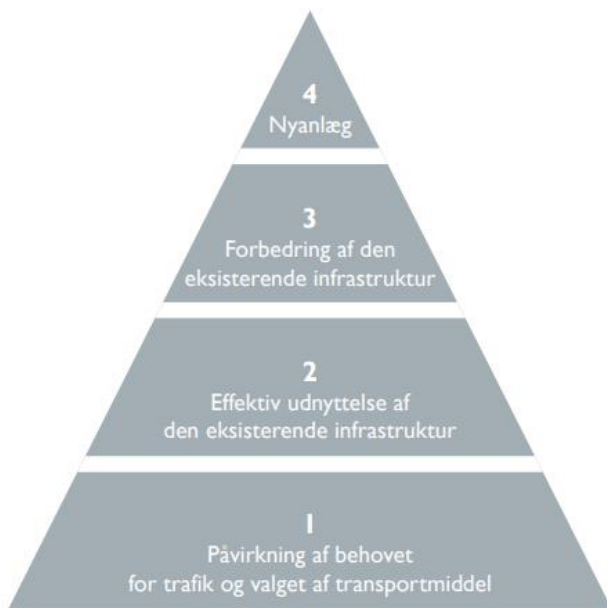 4
Nyanlæg
3
Forbedring af den
eksisterende infrastruktur
2
Effektiv udnyttelse af
den eksisterende infrastruktur
1
Påvirkning af behovet
for trafik og valget af transportmiddel